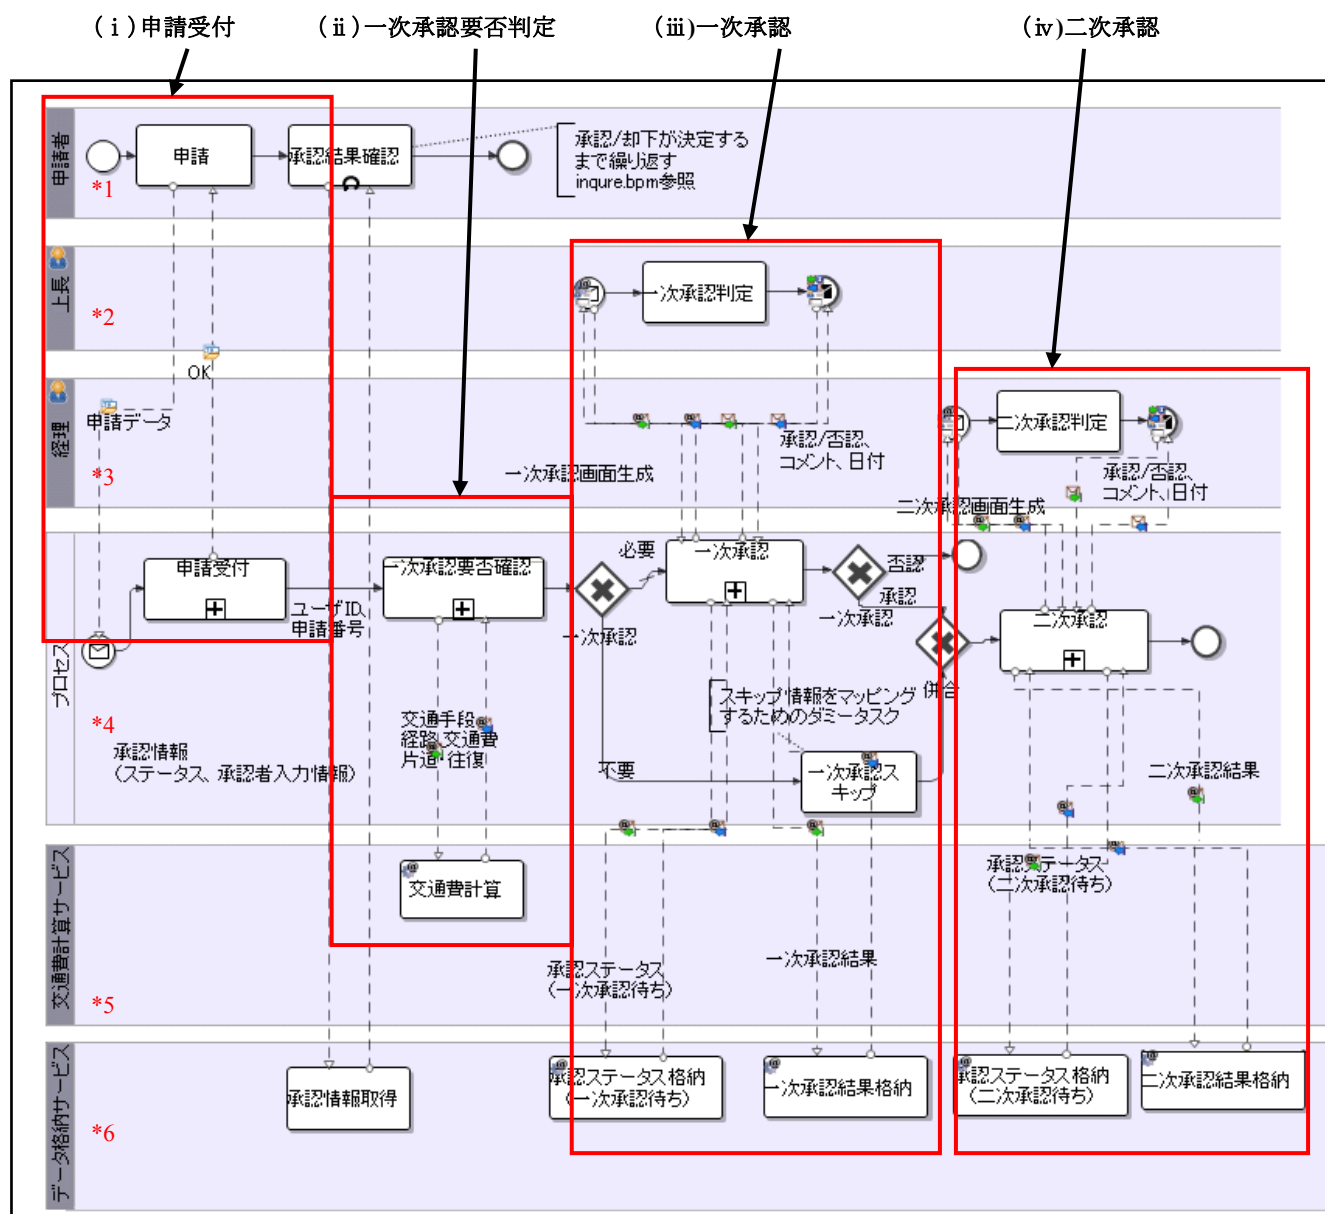 (ⅰ)申請受付
(ⅱ)一次承認要否判定
(ⅲ)一次承認
(ⅳ)二次承認
申請者
*1
申請
承認結果確認
承認/却下が決定する
まで繰り返す
inqure.bpm参照
上長
*2
一次承認判定
OK
経理
*3
申請データ
一次承認画面生成
承認/否認、
コメント、日付
二次承認判定
承認/否認、
コメント、日付
二次承認画面生成
プロセス
*4
申請受付
ユーザID、
申請番号
一次承認要否確認
一次承認
必要
不要
一次承認
否認
承認
一次承認
併合
二次承認
スキップ情報をマッピング
するためのダミータスク
一次承認ス
キップ
交通手段
経路 交通費
片道 往復
承認情報
(ステータス、承認者入力情報)
二次承認結果
交通費計算サービス
*5
交通費計算
承認ステータス
(一次承認待ち)
一次承認結果
承認ステータス
(二次承認待ち)
データ格納サービス
*6
承認情報取得
承認ステータス格納
(一次承認待ち)
一次承認結果格納
承認ステータス格納
(二次承認待ち)
二次承認結果格納